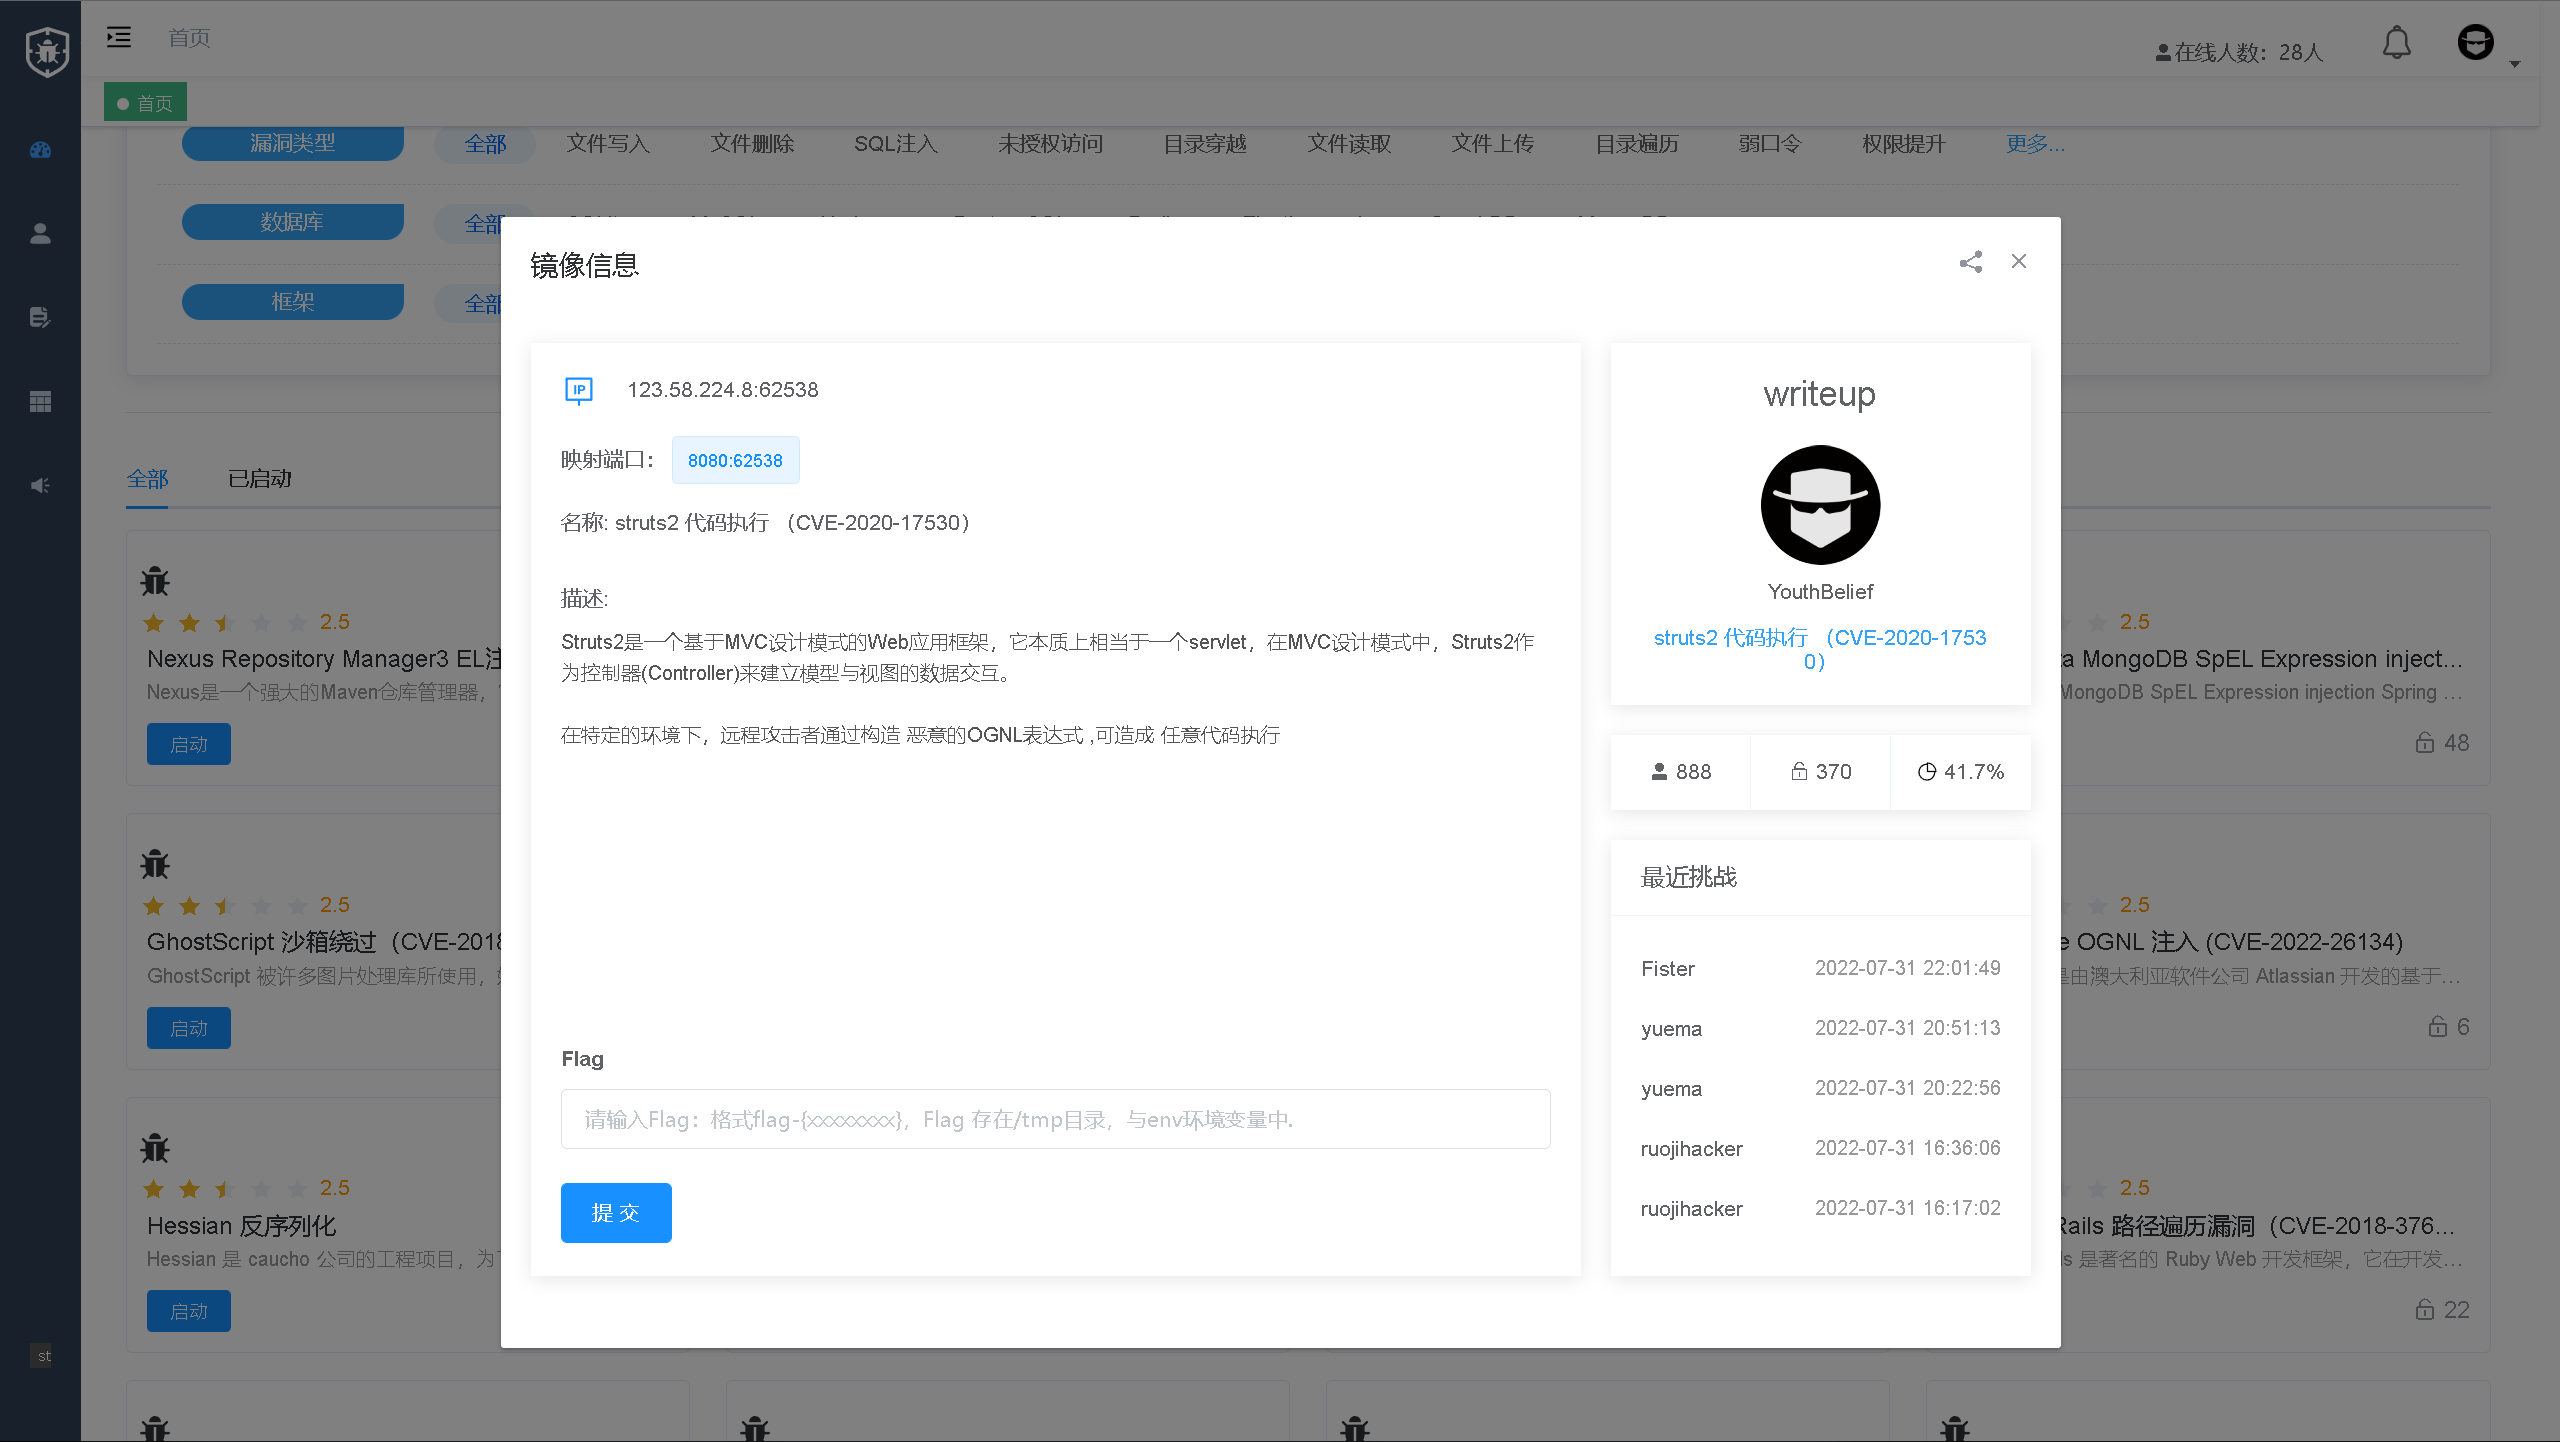 首页
在线人数：28人
首页
漏洞类型 全部 文件写入 文件删除 SQL注入 未授权访问 目录穿越 文件读取 文件上传 目录遍历 弱口令 权限提升 更多...
数据库 全部
框架 全部
镜像信息
123.58.224.8:62538
映射端口： 8080:62538
名称: struts2 代码执行 （CVE-2020-17530）
描述:
Struts2是一个基于MVC设计模式的Web应用框架，它本质上相当于一个servlet，在MVC设计模式中，Struts2作
为控制器(Controller)来建立模型与视图的数据交互。
在特定的环境下，远程攻击者通过构造 恶意的OGNL表达式 ,可造成 任意代码执行
Flag
请输入Flag：格式flag-{xxxxxxxx}，Flag 存在/tmp目录，与env环境变量中.
提 交
writeup
YouthBelief
struts2 代码执行 （CVE-2020-1753
0）
888 370 41.7%
最近挑战
Fister 2022-07-31 22:01:49
yuema 2022-07-31 20:51:13
yuema 2022-07-31 20:22:56
ruojihacker 2022-07-31 16:36:06
ruojihacker 2022-07-31 16:17:02
全部 已启动
2.5
Nexus Repository Manager3 EL注
Nexus是一个强大的Maven仓库管理器，
启动
2.5
a MongoDB SpEL Expression inject...
MongoDB SpEL Expression injection Spring ...
48
2.5
GhostScript 沙箱绕过（CVE-2018
GhostScript 被许多图片处理库所使用，
启动
2.5
e OGNL 注入 (CVE-2022-26134)
是由澳大利亚软件公司 Atlassian 开发的基于...
6
2.5
Hessian 反序列化
Hessian 是 caucho 公司的工程项目，为
启动
2.5
Rails 路径遍历漏洞（CVE-2018-376...
ls 是著名的 Ruby Web 开发框架，它在开发...
22
st